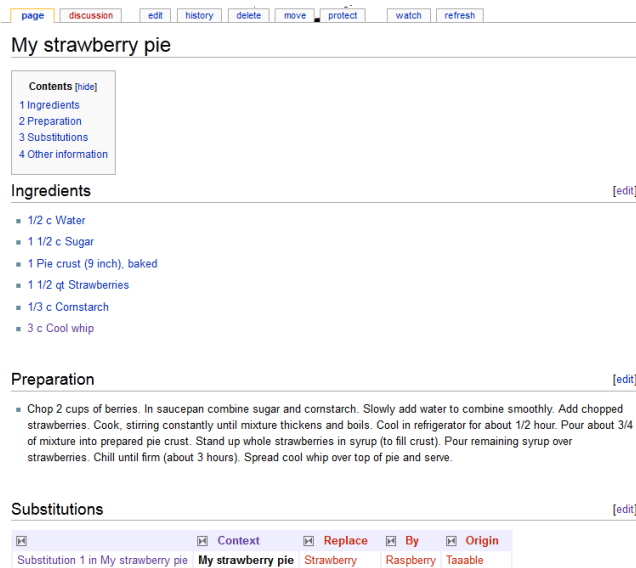 page discussion edit history delete move protect watch refresh
My strawberry pie
Contents [hide]
1 Ingredients
2 Preparation
3 Substitutions
4 Other information
Ingredients [edit]
1/2 c Water
1 1/2 c Sugar
1 Pie crust (9 inch), baked
1 1/2 qt Strawberries
1/3 c Cornstarch
3 c Cool whip
Preparation [edit]
Chop 2 cups of berries. In saucepan combine sugar and cornstarch. Slowly add water to combine smoothly. Add chopped
strawberries. Cook, stirring constantly until mixture thickens and boils. Cool in refrigerator for about 1/2 hour. Pour about 3/4
of mixture into prepared pie crust. Stand up whole strawberries in syrup (to fill crust). Pour remaining syrup over
strawberries. Chill until firm (about 3 hours). Spread cool whip over top of pie and serve.
Substitutions [edit]
Context Replace By Origin
Substitution 1 in My strawberry pie My strawberry pie Strawberry Raspberry Taaable